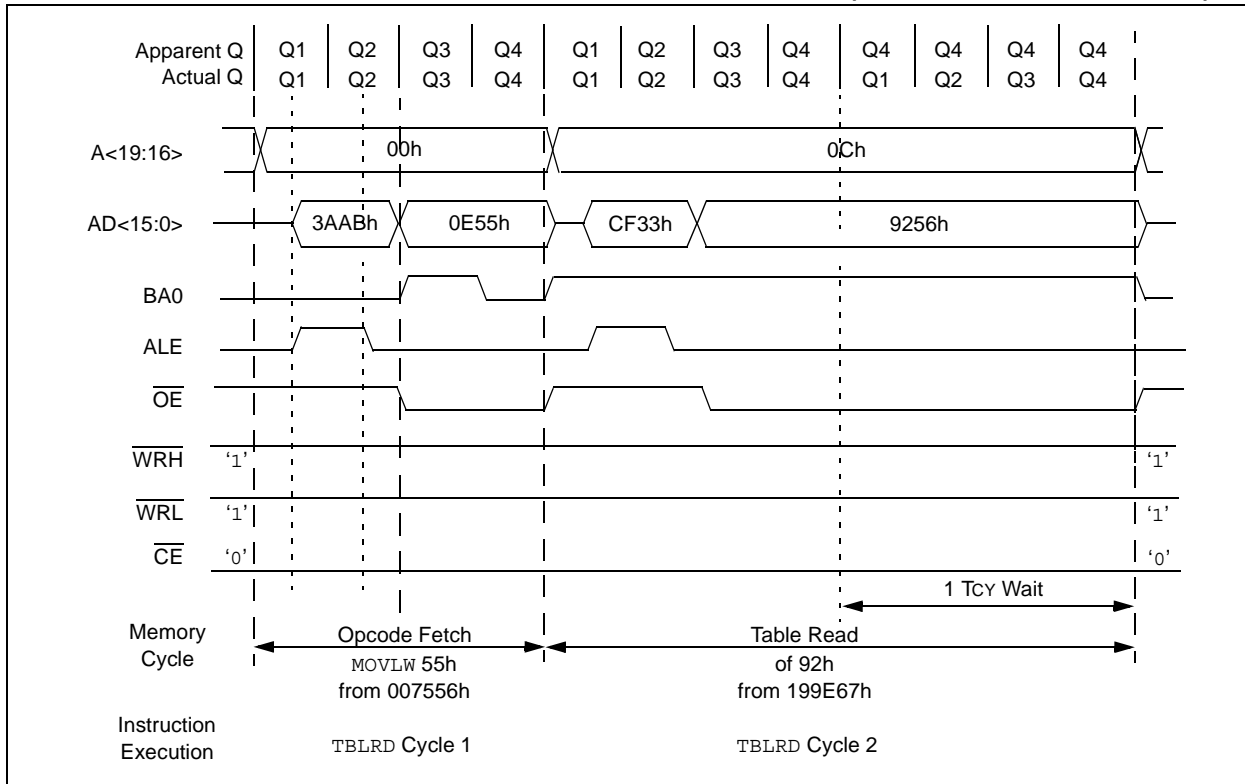 Apparent Q Q1 Q2 Q3 Q4 Q1 Q2 Q3 Q4 Q4 Q4 Q4 Q4
Actual Q Q1 Q2 Q3 Q4 Q1 Q2 Q3 Q4 Q1 Q2 Q3 Q4
A<19:16> 00h 0Ch
AD<15:0> 3AABh 0E55h CF33h 9256h
BA0
ALE
OE
WRH ‘1’ ‘1’
WRL ‘1’ ‘1’
CE ‘0’ ‘0’
1 TCY Wait
Memory
Cycle
Opcode Fetch
MOVLW 55h
from 007556h
Table Read
of 92h
from 199E67h
Instruction
Execution
TBLRD Cycle 1
TBLRD Cycle 2